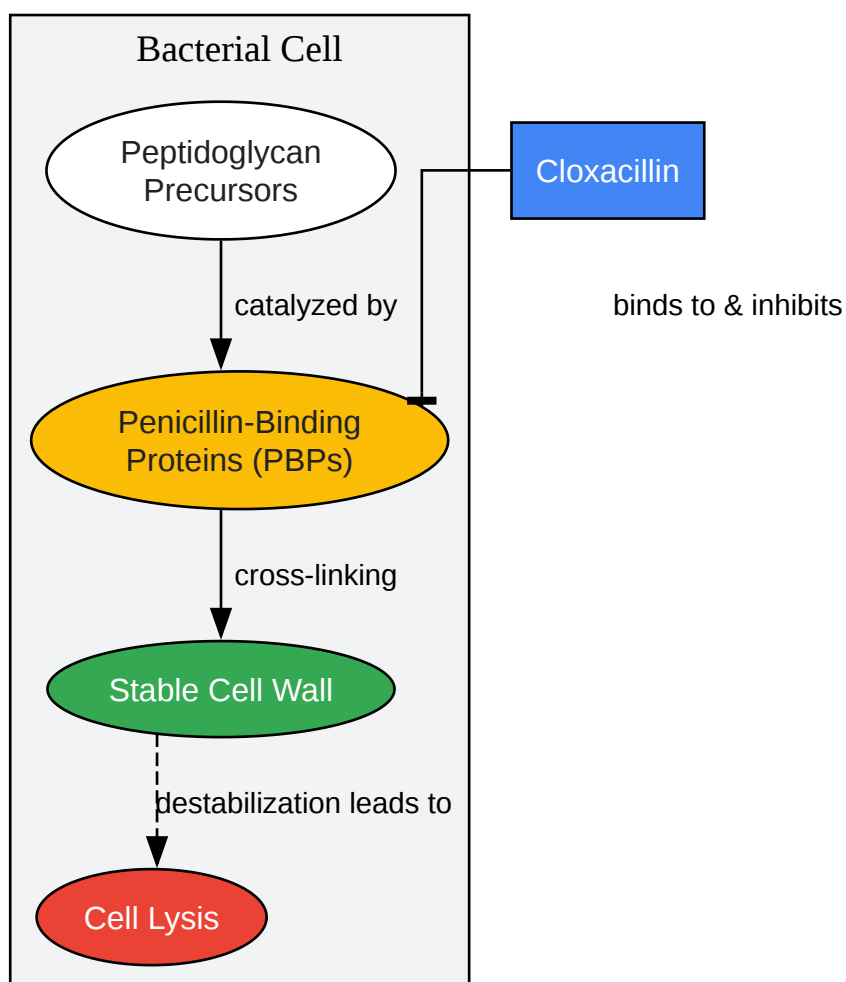 Bacterial Cell
Peptidoglycan
Precursors
Cloxacillin
catalyzed by
binds to & inhibits
Penicillin-Binding
Proteins (PBPs)
cross-linking
Stable Cell Wall
destabilization leads to
Cell Lysis